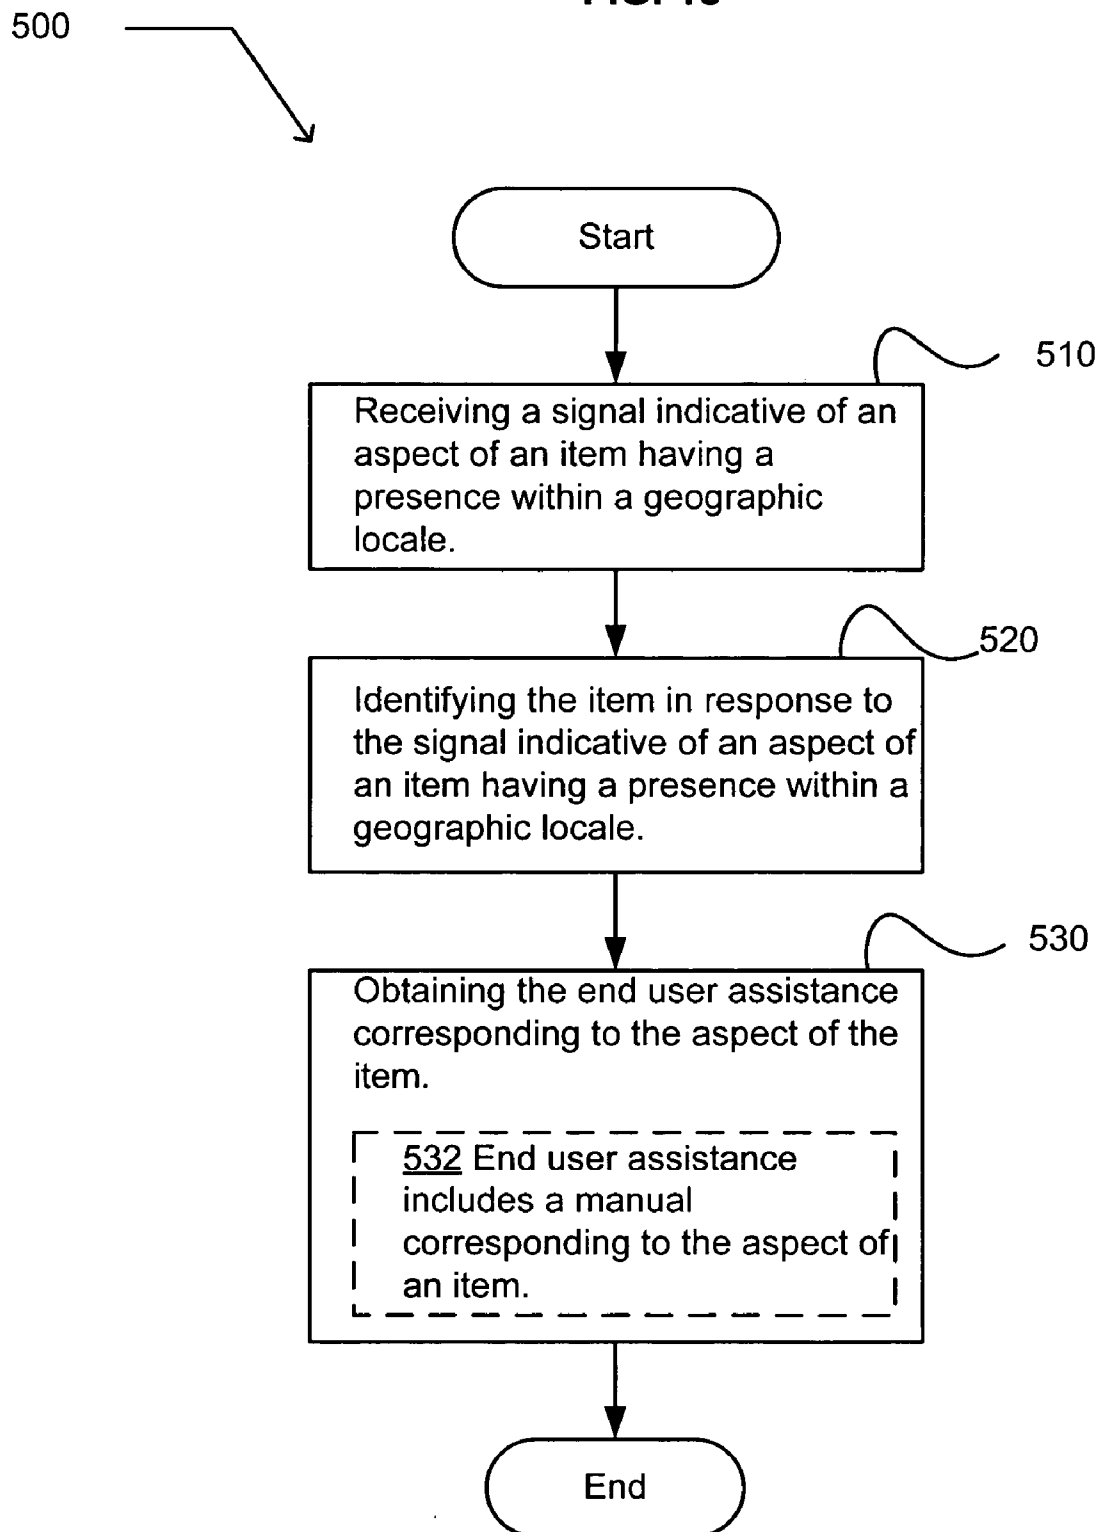 500
Start
510
Receiving a signal indicative of an
aspect of an item having a
presence within a geographic
locale.
520
Identifying the item in response to
the signal indicative of an aspect of
an item having a presence within a
geographic locale.
530
Obtaining the end user assistance
corresponding to the aspect of the
item.
532 End user assistance
includes a manual
corresponding to the aspect of
an item.
End